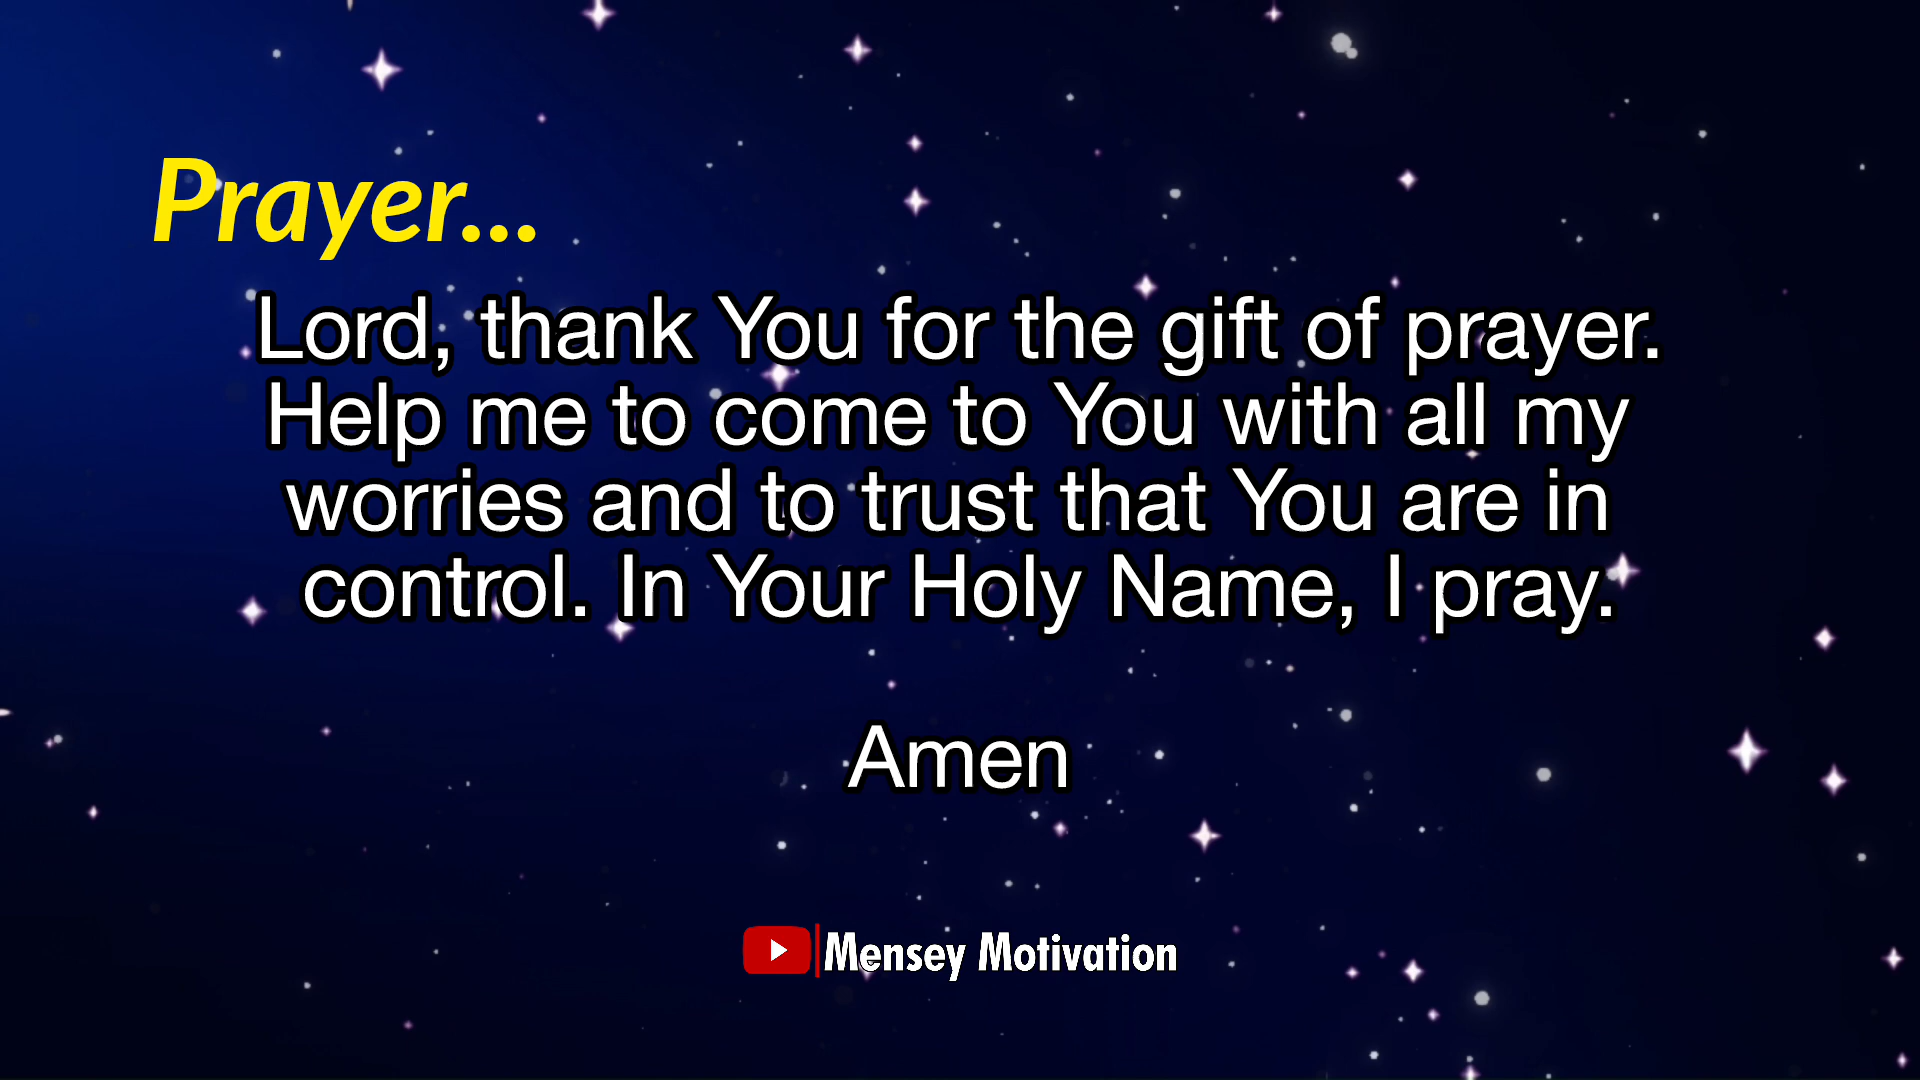 Prayer...
Lord, thank You for the gift of prayer.
Help me to come to You with all my
worries and to trust that You are in
control. In Your Holy Name, I pray.
Amen
Mensey Motivation